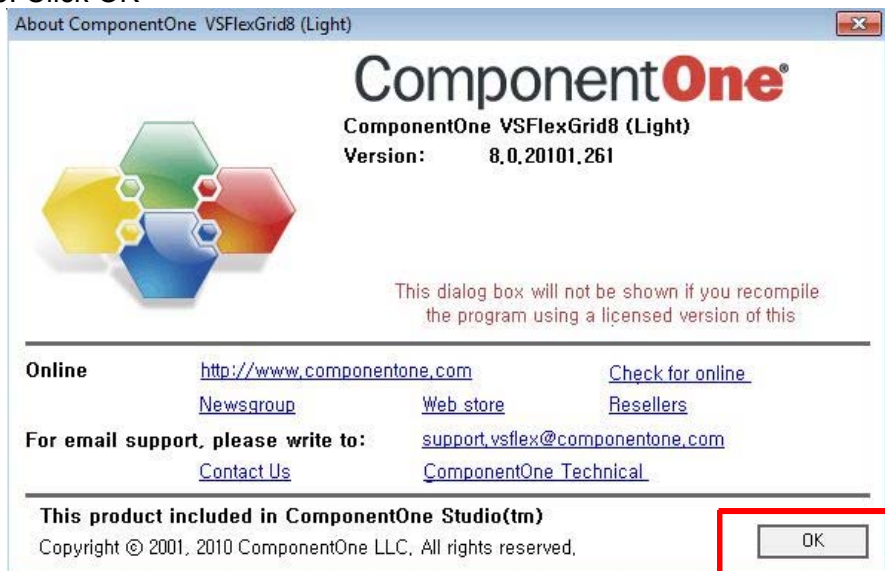 Click OK
About ComponentOne VSFlexGrid8 (Light)
ComponentOne®
ComponentOne VSFlexGrid8 (Light)
Version: 8.0.20101.261
This dialog box will not be shown if you recompile
the program using a licensed version of this
Online http://www.componentone.com Check for online
Newsgroup Web store Resellers
For email support, please write to: support.vsflex@componentone.com
Contact Us ComponentOne Technical
This product included in ComponentOne Studio(tm)
Copyright © 2001, 2010 ComponentOne LLC, All rights reserved.
OK